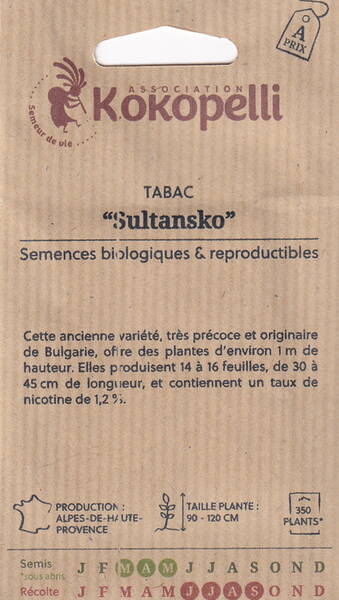 À
PRIX
ASSOCIATION
KOKOPELLI
Semeur de vie
TABAC
“Sultansko”
Semences biologiques & reproductibles
Cette ancienne variété, très précoce et originaire
de Bulgarie, offre des plantes d'environ 1 m de
hauteur. Elles produisent 14 à 16 feuilles, de 30 à
45 cm de longueur, et contiennent un taux de
nicotine de 1,2 %.
PRODUCTION :
ALPES-DE-HAUTE-
PROVENCE
TAILLE PLANTE :
90 - 120 CM
350
PLANTS*
Semis J F M A M J J A S O N D
*sous abris
Récolte J F M A M J J A S O N D